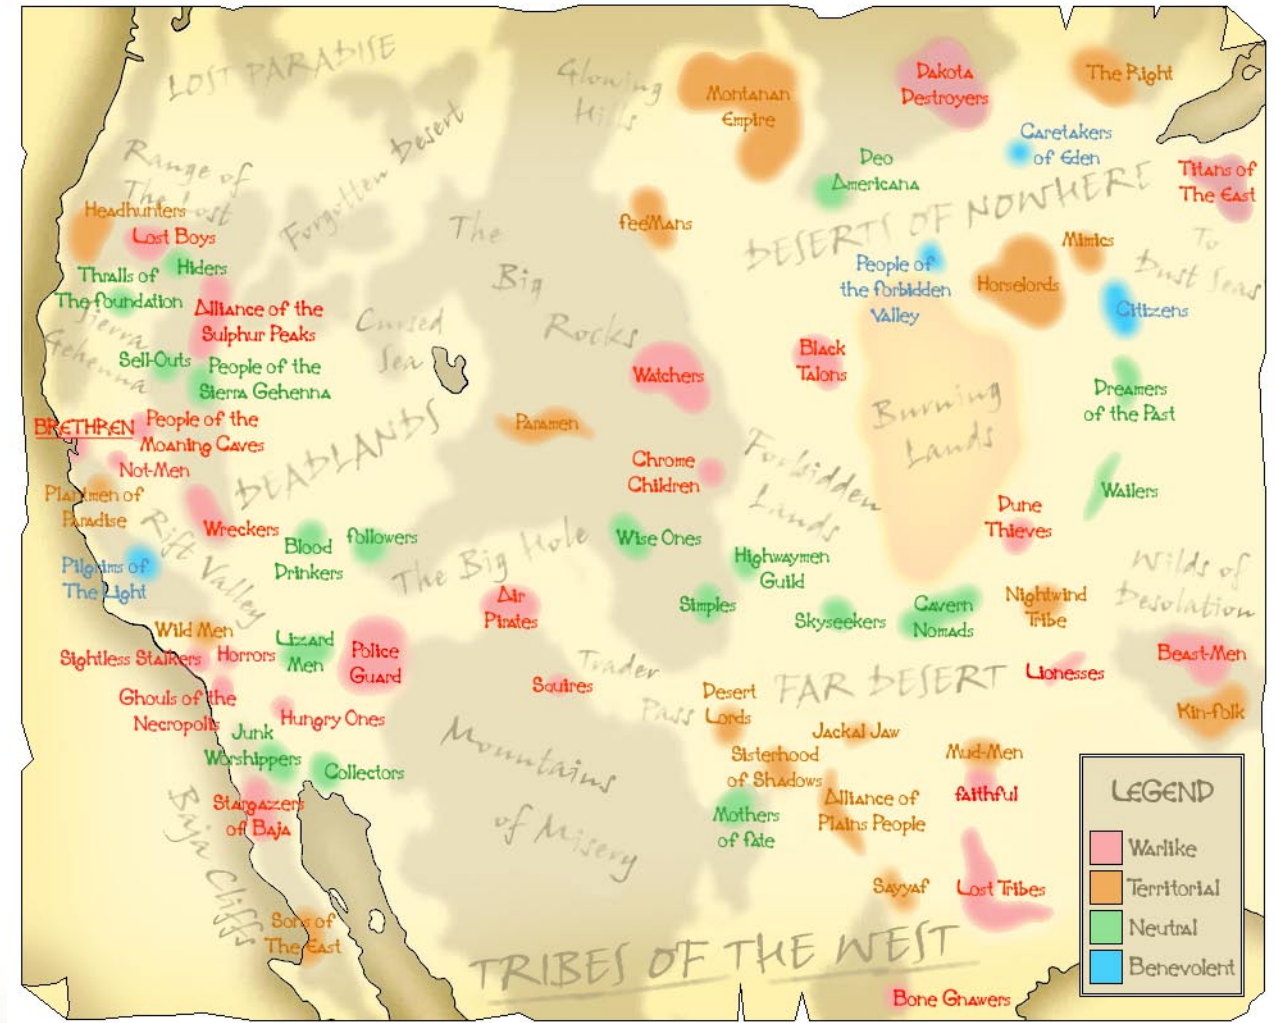 LOST PARADISE
Glowing
Hills
Montanan
Empire
Dakota
Destroyers
The Right
Caretakers
of Eden
Range of
The Lost
Forgotten Desert
Deo
Americana
Titans of
The East
DESERTS OF NOWHERE
Headhunters
Lost Boys
Hiders
Thralls of
The Foundation
The
Big
Rocks
FeeMans
People of
the Forbidden
Valley
Horselords
Mimics
To
Dust Seas
Citizens
Sierra
Gehenna
Alliance of the
Sulphur Peaks
Cursed
Sea
Sell-Outs
People of the
Sierra Gehenna
Watchers
Black
Talons
Burning
Lands
Dreamers
of the Past
BRETHREN
People of the
Moaning Caves
Not-Men
DEADLANDS
Paramen
Chrome
Children
Forbidden
Lands
Wailers
Plantmen of
Paradise
Rift Valley
Wreckers
Blood
Drinkers
Followers
The Big Hole
Wise Ones
Highwaymen
Guild
Dune
Thieves
Wilds of
Desolation
Pilgrims of
The Light
Air
Pirates
Simples
Skyseekers
Cavern
Nomads
Nightwind
Tribe
Wild Men
Sightless Stalkers
Horrors
Lizard
Men
Police
Guard
Squires
Trader
Pass
FAR DESERT
Lionesses
Beast-Men
Kin-folk
Ghouls of the
Necropolis
Hungry Ones
Desert
Lords
Jackal Jaw
Mud-Men
Junk
Worshippers
Collectors
Mountains
of Misery
Sisterhood
of Shadows
Faithful
Stargazers
of Baja
Baja Cliffs
Mothers
of Fate
Alliance of
Plains People
Sayyaf
Lost Tribes
Sons of
The East
TRIBES OF THE WEST
Bone Gnawers
LEGEND
Warlike
Territorial
Neutral
Benevolent